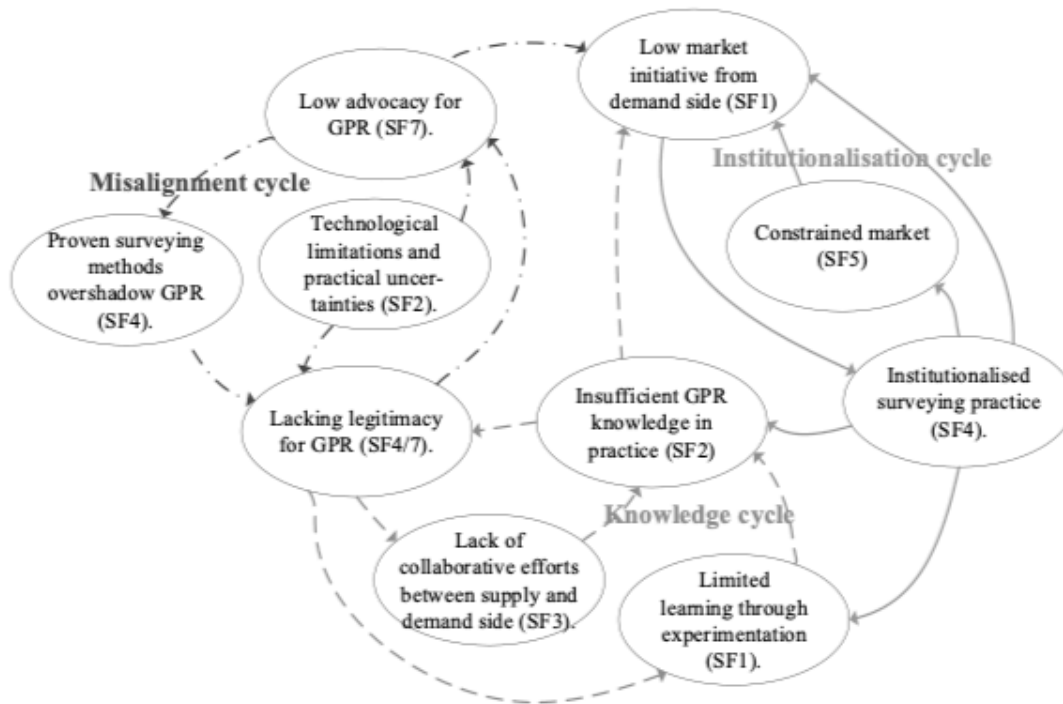 Low market
initiative from
demand side (SF1)
Low advocacy for
GPR (SF7).
Institutionalisation cycle
Misalignment cycle
Proven surveying
methods
overshadow GPR
(SF4).
Technological
limitations and
practical uncer-
tainties (SF2).
Constrained market
(SF5)
Lacking legitimacy
for GPR (SF4/7).
Insufficient GPR
knowledge in
practice (SF2)
Institutionalised
surveying practice
(SF4).
Knowledge cycle
Lack of
collaborative efforts
between supply and
demand side (SF3).
Limited
learning through
experimentation
(SF1).